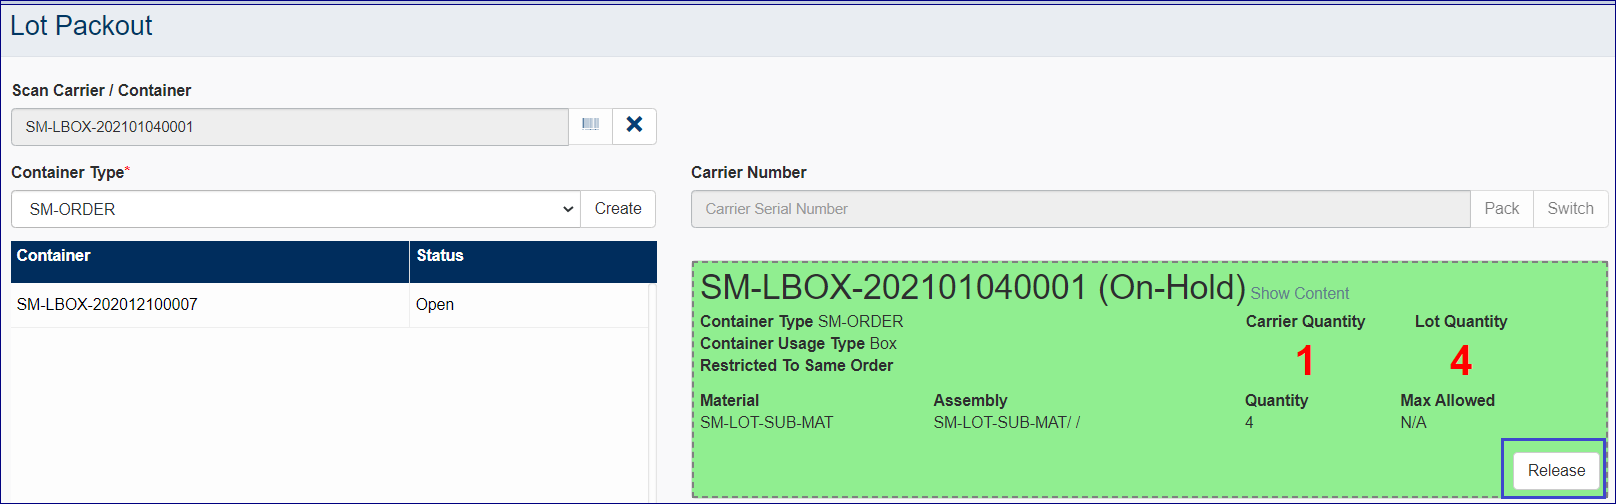 Lot Packout
Scan Carrier / Container
SM-LBOX-202101040001
Container Type*
SM-ORDER Create
Carrier Number
Carrier Serial Number Pack Switch
Container Status
SM-LBOX-202012100007 Open
SM-LBOX-202101040001 (On-Hold) Show Content
Container Type SM-ORDER Carrier Quantity Lot Quantity
Container Usage Type Box
Restricted To Same Order
1 4
Material Assembly Quantity Max Allowed
SM-LOT-SUB-MAT SM-LOT-SUB-MAT/ / 4 N/A
Release